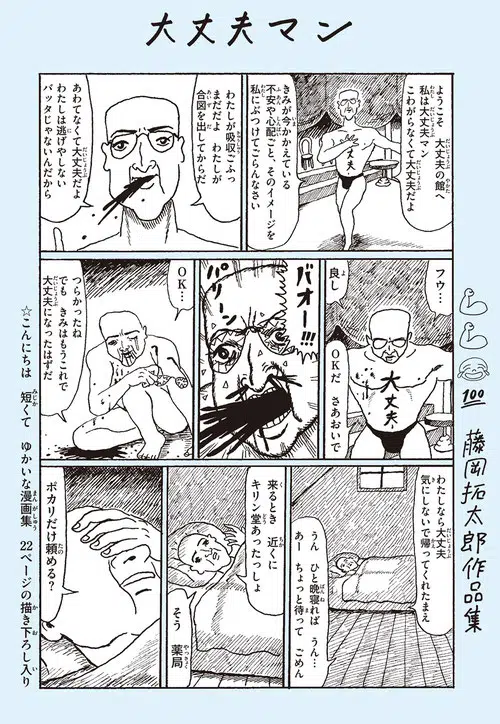 大丈夫マン
ようこそ 大丈夫の館へ
私は大丈夫マン
こわがらなくて大丈夫だよ
きみが今かかえている
不安や心配ごと、そのイメージを
私にぶつけてごらんなさい
大丈夫
わたしが吸収ごふっ
まだだよ わたしが
合図を出してからだ
あわてなくて大丈夫だよ
わたしは逃げやしない
バッタじゃないんだから
フウ…
良し
OKだ さあおいで
大丈夫
バオー!!!
パリーン
OK…
つらかったね
でも きみはもうこれで
大丈夫になったはずだ
わたしなら大丈夫
気にしないで帰ってくれたまえ
うん ひと晩寝れば うん…
あー ちょっと待って ごめん
来るとき 近くに
キリン堂あったっしょ
そう 薬局
ポカリだけ頼める?
100
藤岡拓太郎作品集
☆こんにちは 短くて ゆかいな漫画集 22ページの描き下ろし入り